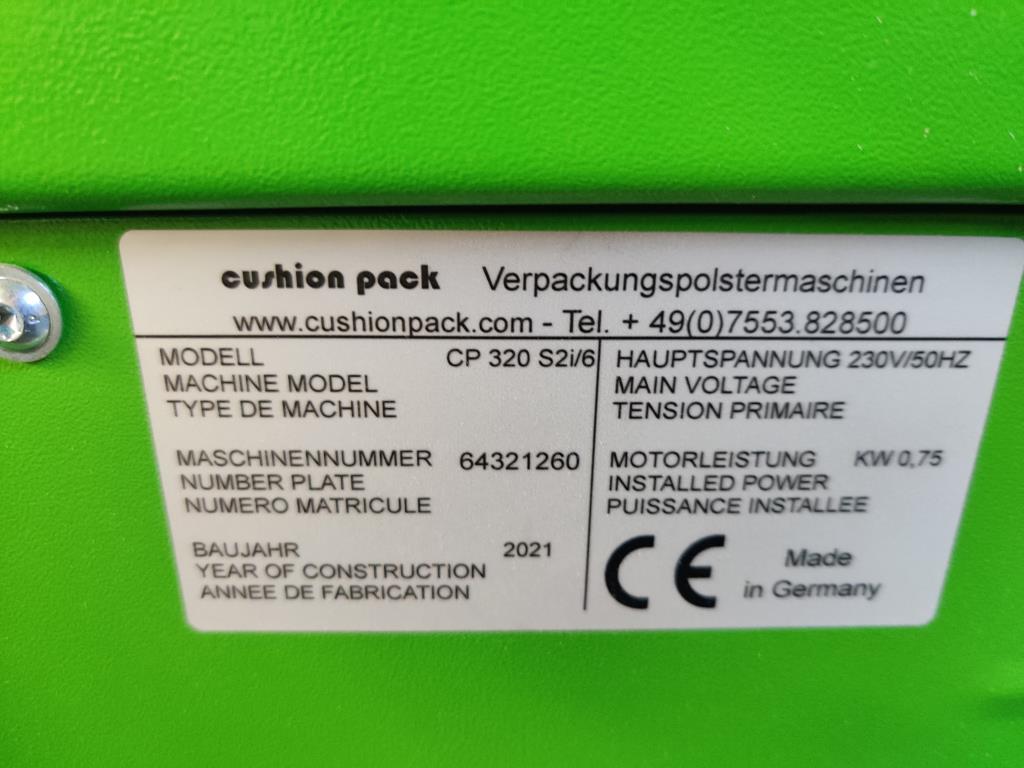 cushion pack Verpackungspolstermaschinen
www.cushionpack.com - Tel. + 49(0)7553.828500
MODELL CP 320 S2i/6
MACHINE MODEL
TYPE DE MACHINE
HAUPTSPANNUNG 230V/50HZ
MAIN VOLTAGE
TENSION PRIMAIRE
MASCHINENNUMMER 64321260
NUMBER PLATE
NUMERO MATRICULE
MOTORLEISTUNG KW 0,75
INSTALLED POWER
PUISSANCE INSTALLEE
BAUJAHR 2021
YEAR OF CONSTRUCTION
ANNEE DE FABRICATION
CE
Made
in Germany